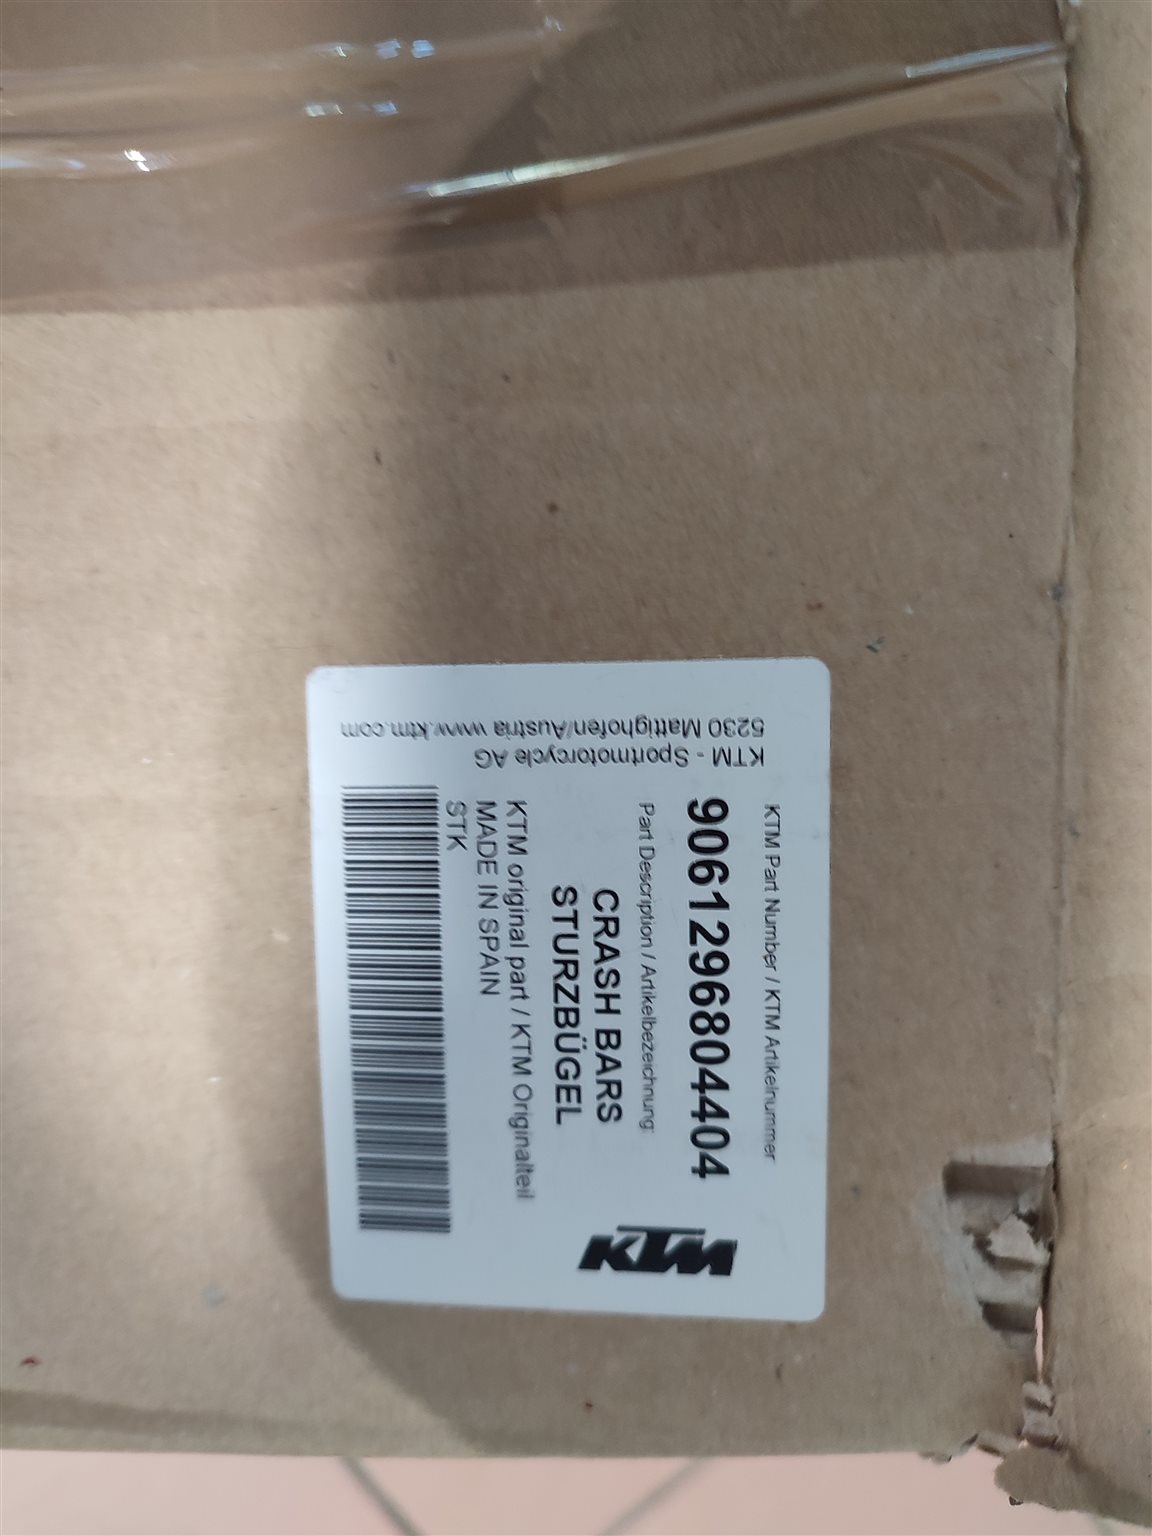 KTM Part Number / KTM Artikelnummer
9061296804404
Part Description / Artikelbezeichnung:
CRASH BARS
STURZBÜGEL
KTM original part / KTM Originalteil
MADE IN SPAIN
STK
KTM
KTM - Sportmotorcycle AG
5230 Mattighofen/Austria www.ktm.com